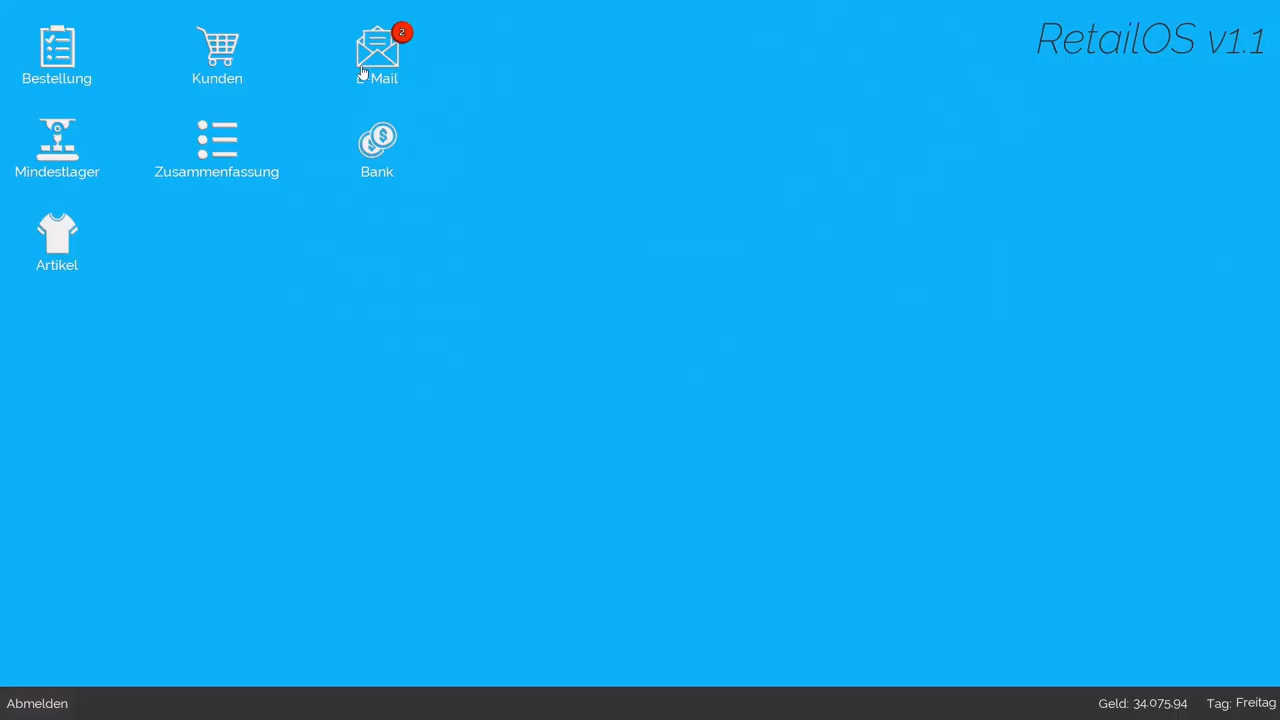 RetailOS v1.1
2
Bestellung
Kunden
E-Mail
Mindestlager
Zusammenfassung
Bank
Artikel
Abmelden
Geld: 34.075.94
Tag: Freitag